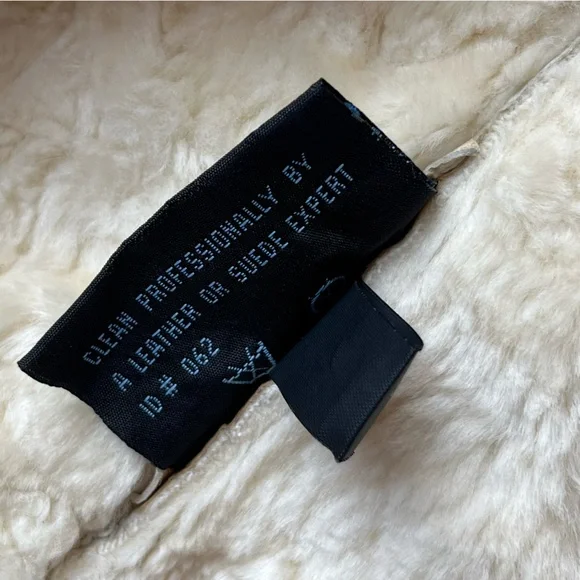 CLEAN PROFESSIONALLY BY
A LEATHER OR SUEDE EXPERT
ID# 062